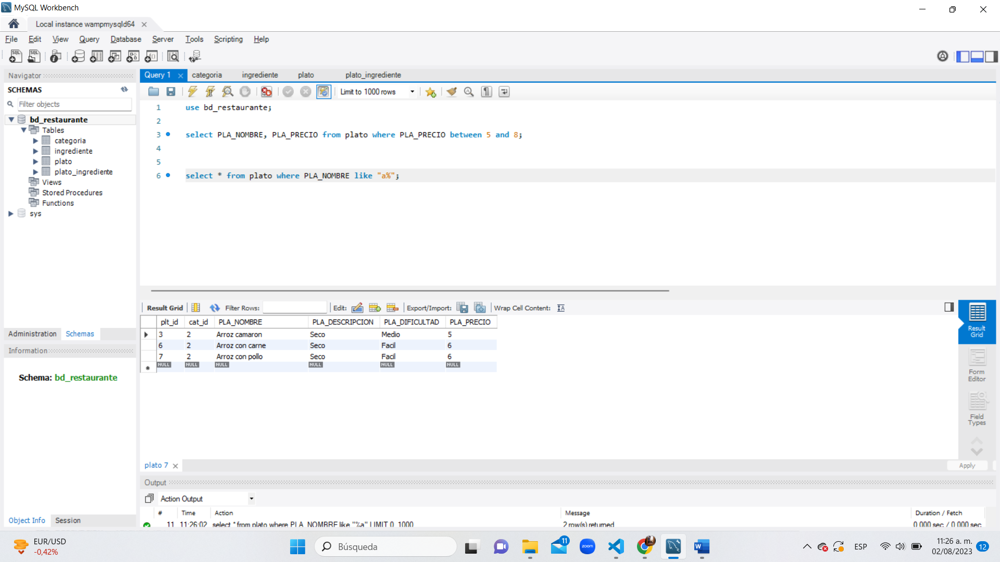 MySQL Workbench
Local instance wampmysqld64
File Edit View Query Database Server Tools Scripting Help
Navigator
SCHEMAS
Filter objects
bd_restaurante
Tables
categoria
ingrediente
plato
plato_ingrediente
Views
Stored Procedures
Functions
sys
Administration Schemas
Information
Schema: bd_restaurante
Object Info Session
Query 1 categoria ingrediente plato plato_ingrediente
Limit to 1000 rows
1 use bd_restaurante;
2
3 select PLA_NOMBRE, PLA_PRECIO from plato where PLA_PRECIO between 5 and 8;
4
5
6 select * from plato where PLA_NOMBRE like "a%";
Result Grid Filter Rows: Edit: Export/Import: Wrap Cell Content:
plt_id cat_id PLA_NOMBRE PLA_DESCRIPCION PLA_DIFICULTAD PLA_PRECIO
3 2 Arroz camaron Seco Medio 5
6 2 Arroz con carne Seco Facil 6
7 2 Arroz con pollo Seco Facil 6
NULL NULL NULL NULL NULL NULL
Result
Grid
Form
Editor
Field
Types
plato 7
Apply
Output
Action Output
# Time Action Message Duration / Fetch
11 11:26:02 select * from plato where PLA_NOMBRE like "%a" LIMIT 0, 1000 2 row(s) returned 0.000 sec / 0.000 sec
EUR/USD
-0,42%
Búsqueda
11
zoom
W
ESP
11:26 a. m.
02/08/2023
12